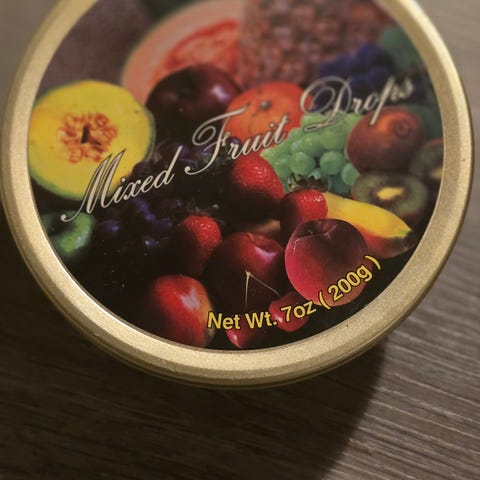 Mixed Fruit Drops
Net Wt. 7oz ( 200g )